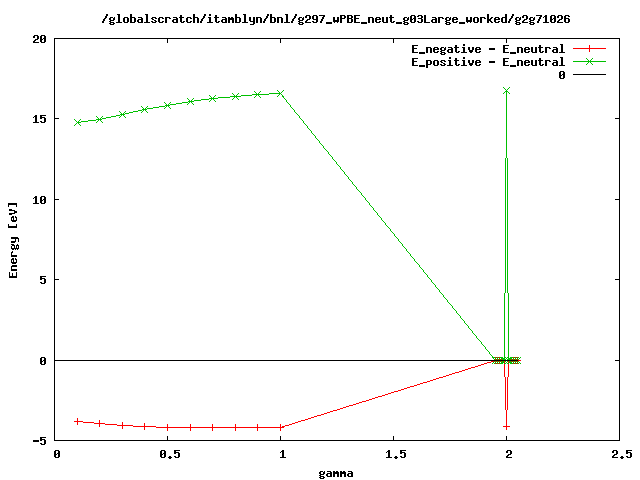 /globalscratch/itamblyn/bnl/g297_wPBE_neut_g03Large_worked/g2g71026
E_negative - E_neutral
E_positive - E_neutral
0
20
15
10
5
0
-5
Energy [eV]
0 0.5 1 1.5 2 2.5
gamma